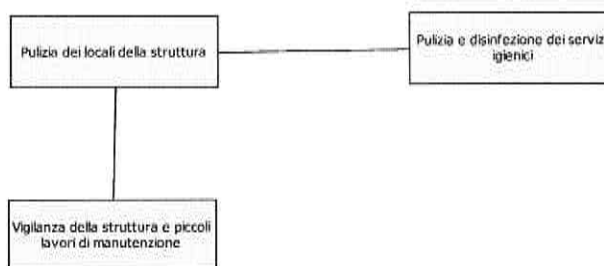 Pulizia dei locali della struttura
Pulizia e disinfezione dei serviz
igienici
Vigilanza della struttura e piccoli
lavori di manutenzione